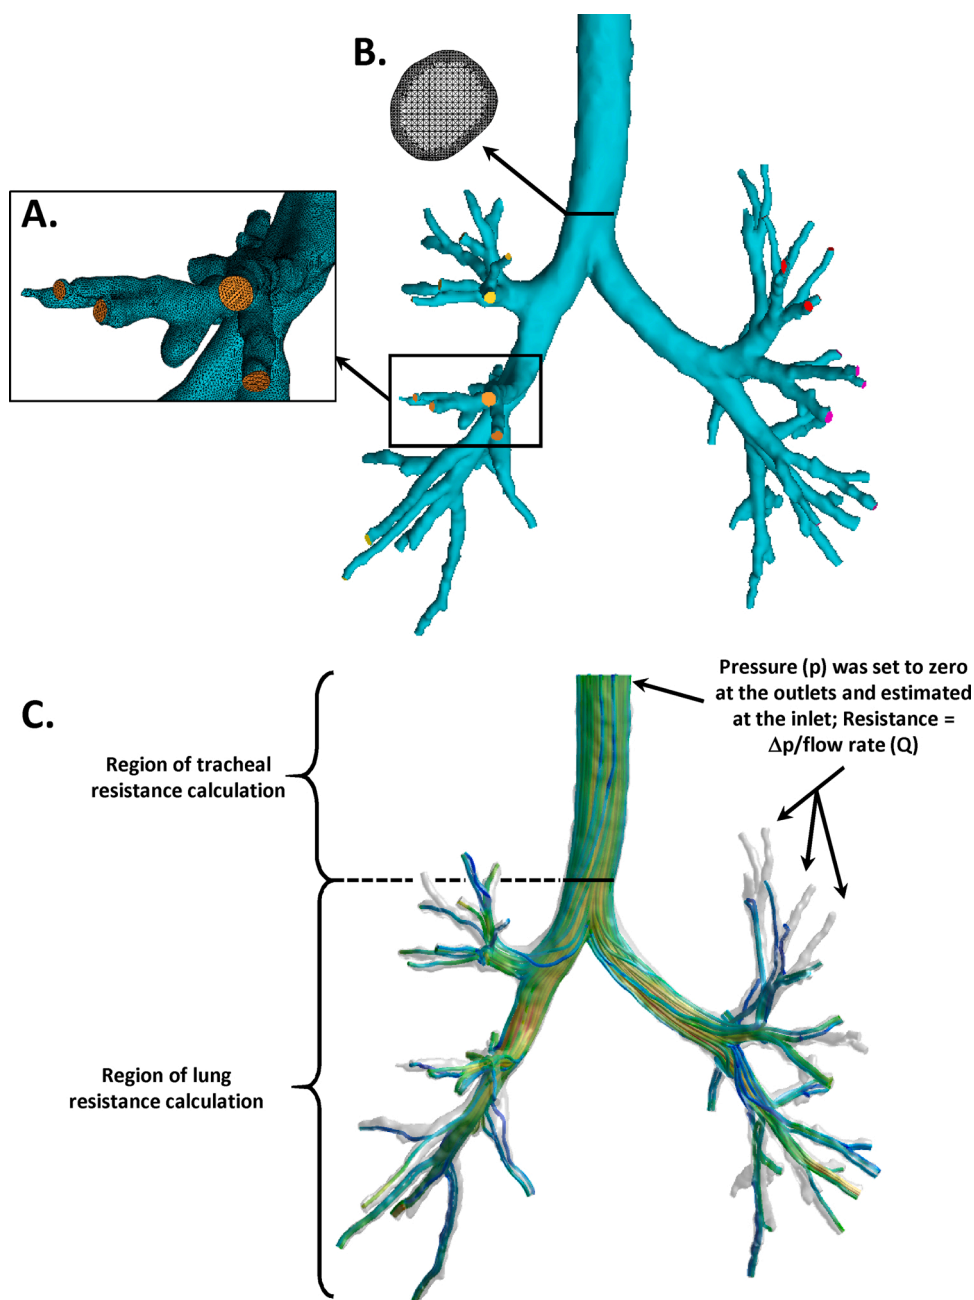 B.
A.
Pressure (p) was set to zero
at the outlets and estimated
at the inlet; Resistance =
Δp/flow rate (Q)
C.
Region of tracheal
resistance calculation
Region of lung
resistance calculation